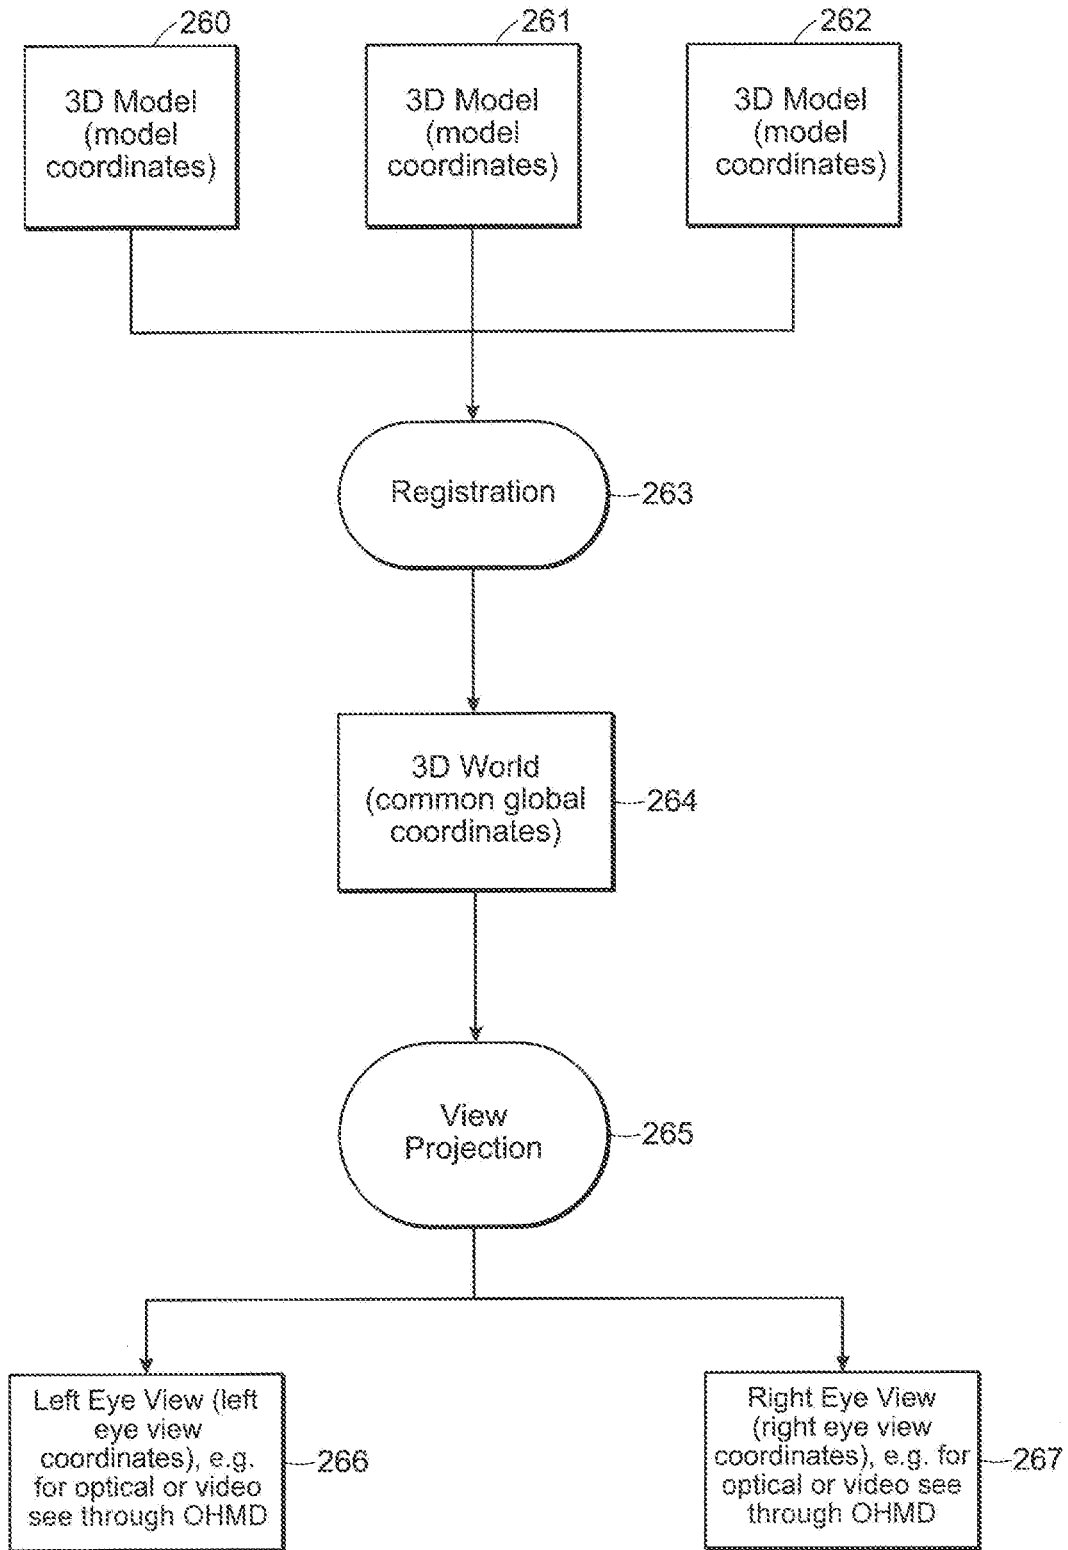 260
261
262
3D Model
(model
coordinates)
3D Model
(model
coordinates)
3D Model
(model
coordinates)
Registration
263
3D World
(common global
coordinates)
264
View
Projection
265
Left Eye View (left
eye view
coordinates), e.g.
for optical or video
see through OHMD
266
Right Eye View
(right eye view
coordinates), e.g. for
optical or video see
through OHMD
267